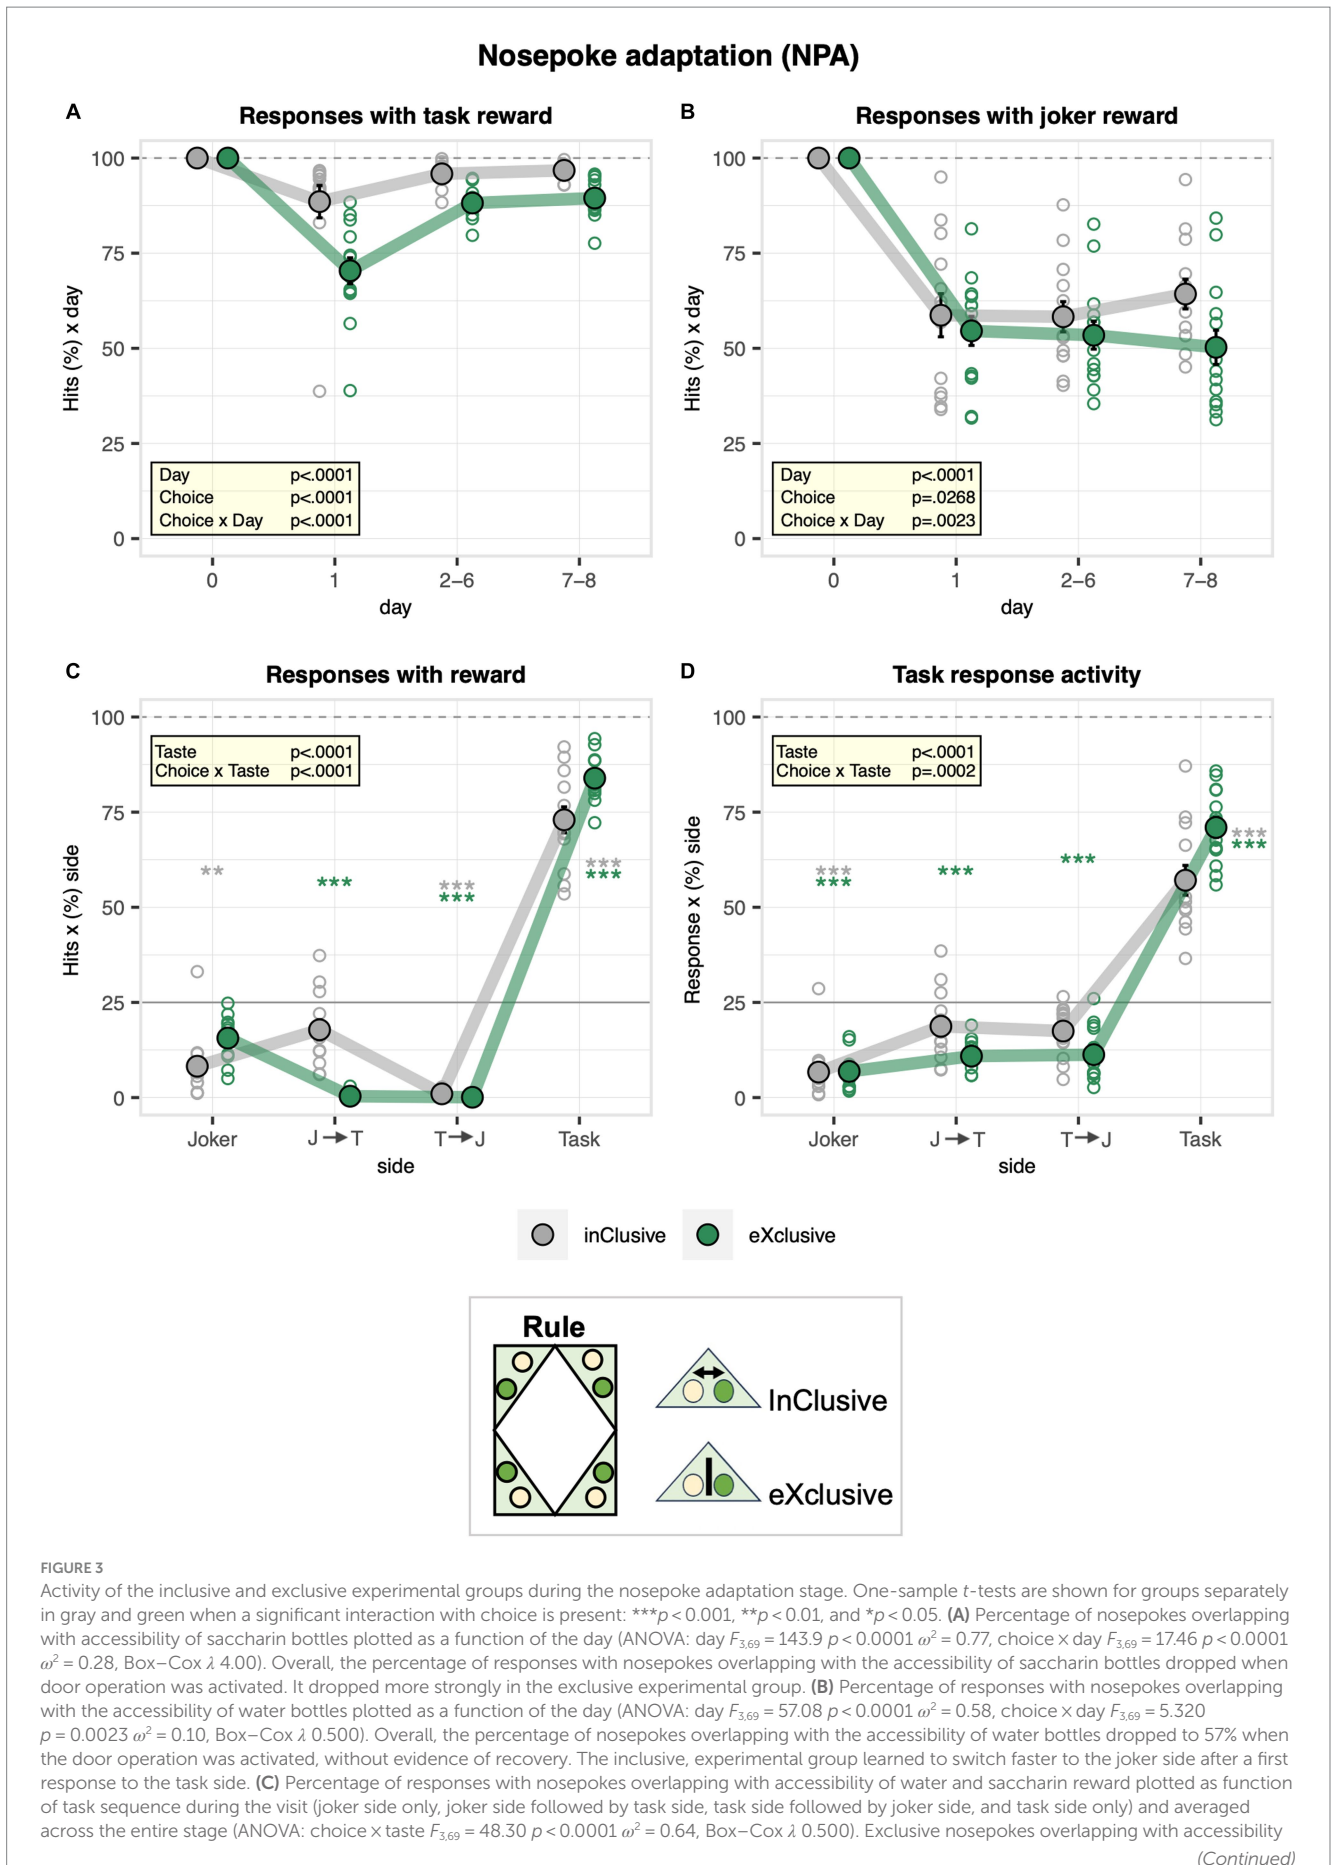 Nosepoke adaptation (NPA)
A
Responses with task reward
100
75
50
25
0
Hits (%) x day
Day p<.0001
Choice p<.0001
Choice x Day p<.0001
0 1 2–6 7–8
day
B
Responses with joker reward
100
75
50
25
0
Hits (%) x day
Day p<.0001
Choice p=.0268
Choice x Day p=.0023
0 1 2–6 7–8
day
C
Responses with reward
100
75
50
25
0
Hits x (%) side
Taste p<.0001
Choice x Taste p<.0001
** *** *** ***
*** ***
Joker J→T T→J Task
side
D
Task response activity
100
75
50
25
0
Response x (%) side
Taste p<.0001
Choice x Taste p=.0002
*** *** *** ***
*** ***
Joker J→T T→J Task
side
inClusive eXclusive
Rule
InClusive
eXclusive
FIGURE 3
Activity of the inclusive and exclusive experimental groups during the nosepoke adaptation stage. One-sample t-tests are shown for groups separately
in gray and green when a significant interaction with choice is present: ***p < 0.001, **p < 0.01, and *p < 0.05. (A) Percentage of nosepokes overlapping
with accessibility of saccharin bottles plotted as a function of the day (ANOVA: day F3,69 = 143.9 p < 0.0001 ω² = 0.77, choice × day F3,69 = 17.46 p < 0.0001
ω² = 0.28, Box–Cox λ 4.00). Overall, the percentage of responses with nosepokes overlapping with the accessibility of saccharin bottles dropped when
door operation was activated. It dropped more strongly in the exclusive experimental group. (B) Percentage of responses with nosepokes overlapping
with the accessibility of water bottles plotted as a function of the day (ANOVA: day F3,69 = 57.08 p < 0.0001 ω² = 0.58, choice × day F3,69 = 5.320
p = 0.0023 ω² = 0.10, Box–Cox λ 0.500). Overall, the percentage of nosepokes overlapping with the accessibility of water bottles dropped to 57% when
the door operation was activated, without evidence of recovery. The inclusive, experimental group learned to switch faster to the joker side after a first
response to the task side. (C) Percentage of responses with nosepokes overlapping with accessibility of water and saccharin reward plotted as function
of task sequence during the visit (joker side only, joker side followed by task side, task side followed by joker side, and task side only) and averaged
across the entire stage (ANOVA: choice × taste F3,69 = 48.30 p < 0.0001 ω² = 0.64, Box–Cox λ 0.500). Exclusive nosepokes overlapping with accessibility
(Continued)